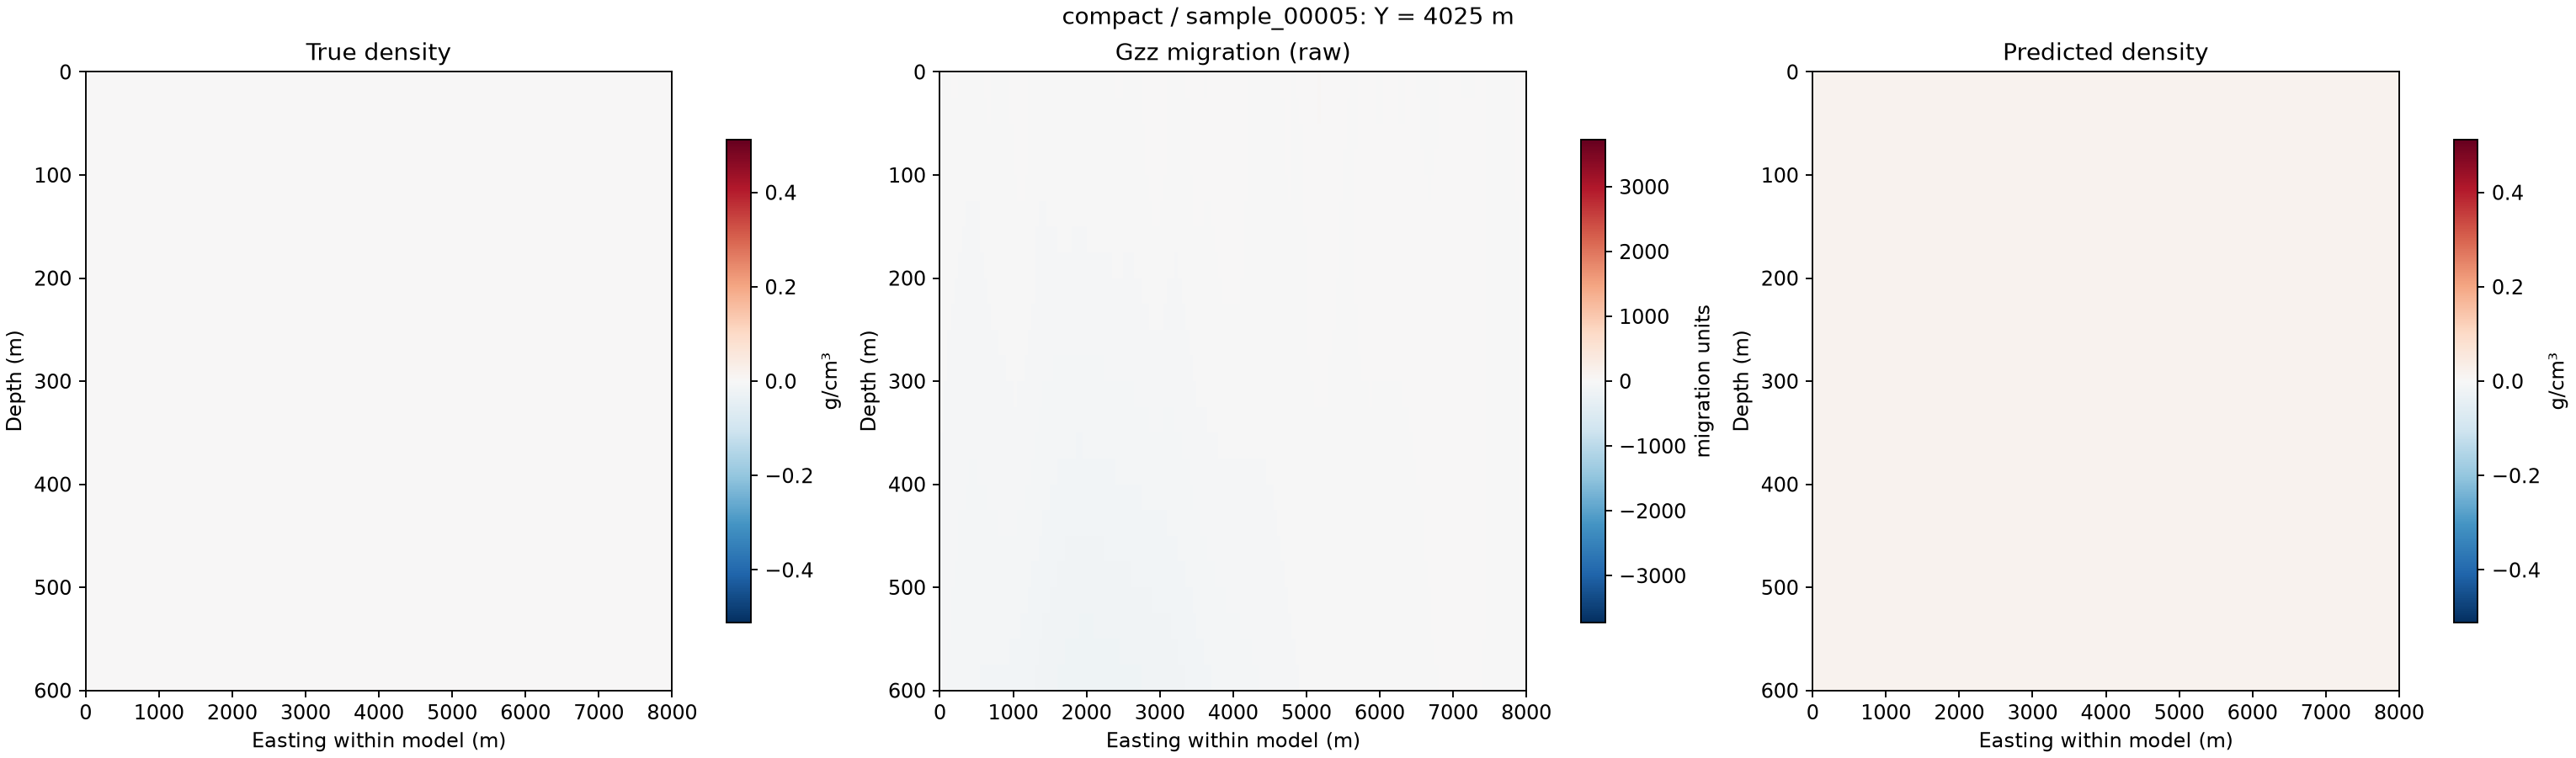 compact / sample_00005: Y = 4025 m
True density
0
100
200
300
400
500
600
Depth (m)
0 1000 2000 3000 4000 5000 6000 7000 8000
Easting within model (m)
0.4
0.2
0.0
−0.2
−0.4
g/cm³
Gzz migration (raw)
0
100
200
300
400
500
600
Depth (m)
0 1000 2000 3000 4000 5000 6000 7000 8000
Easting within model (m)
3000
2000
1000
0
−1000
−2000
−3000
migration units
Predicted density
0
100
200
300
400
500
600
Depth (m)
0 1000 2000 3000 4000 5000 6000 7000 8000
Easting within model (m)
0.4
0.2
0.0
−0.2
−0.4
g/cm³